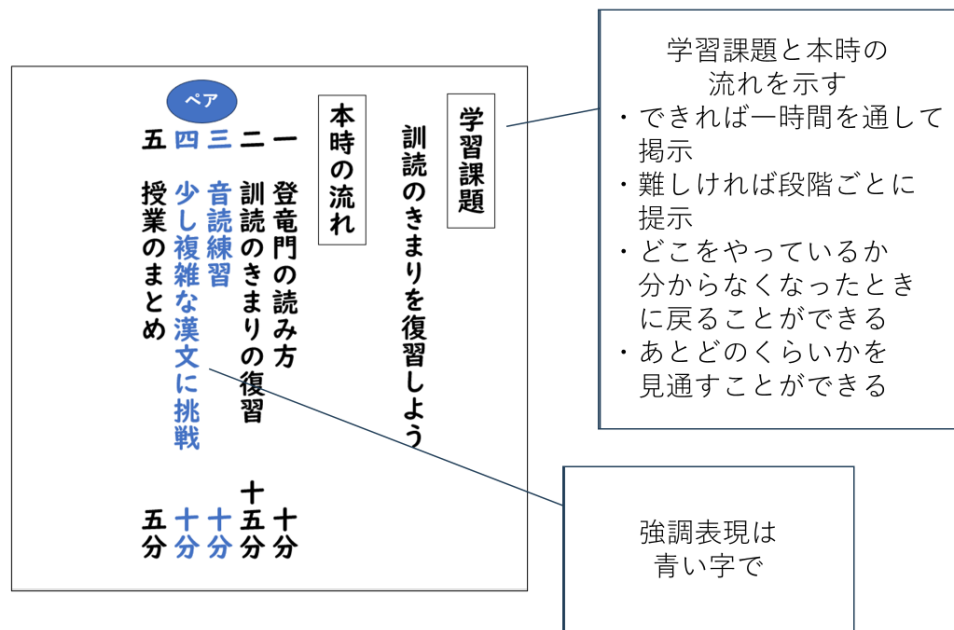 学習課題
訓読のきまりを復習しよう
本時の流れ
一 登竜門の読み方 十分
二 訓読のきまりの復習 十五分
ペア
三 音読練習 十分
四 少し複雑な漢文に挑戦 十分
五 授業のまとめ 五分
学習課題と本時の
流れを示す
・できれば一時間を通して
掲示
・難しければ段階ごとに
提示
・どこをやっているか
分からなくなったとき
に戻ることができる
・あとどのくらいかを
見通すことができる
強調表現は
青い字で